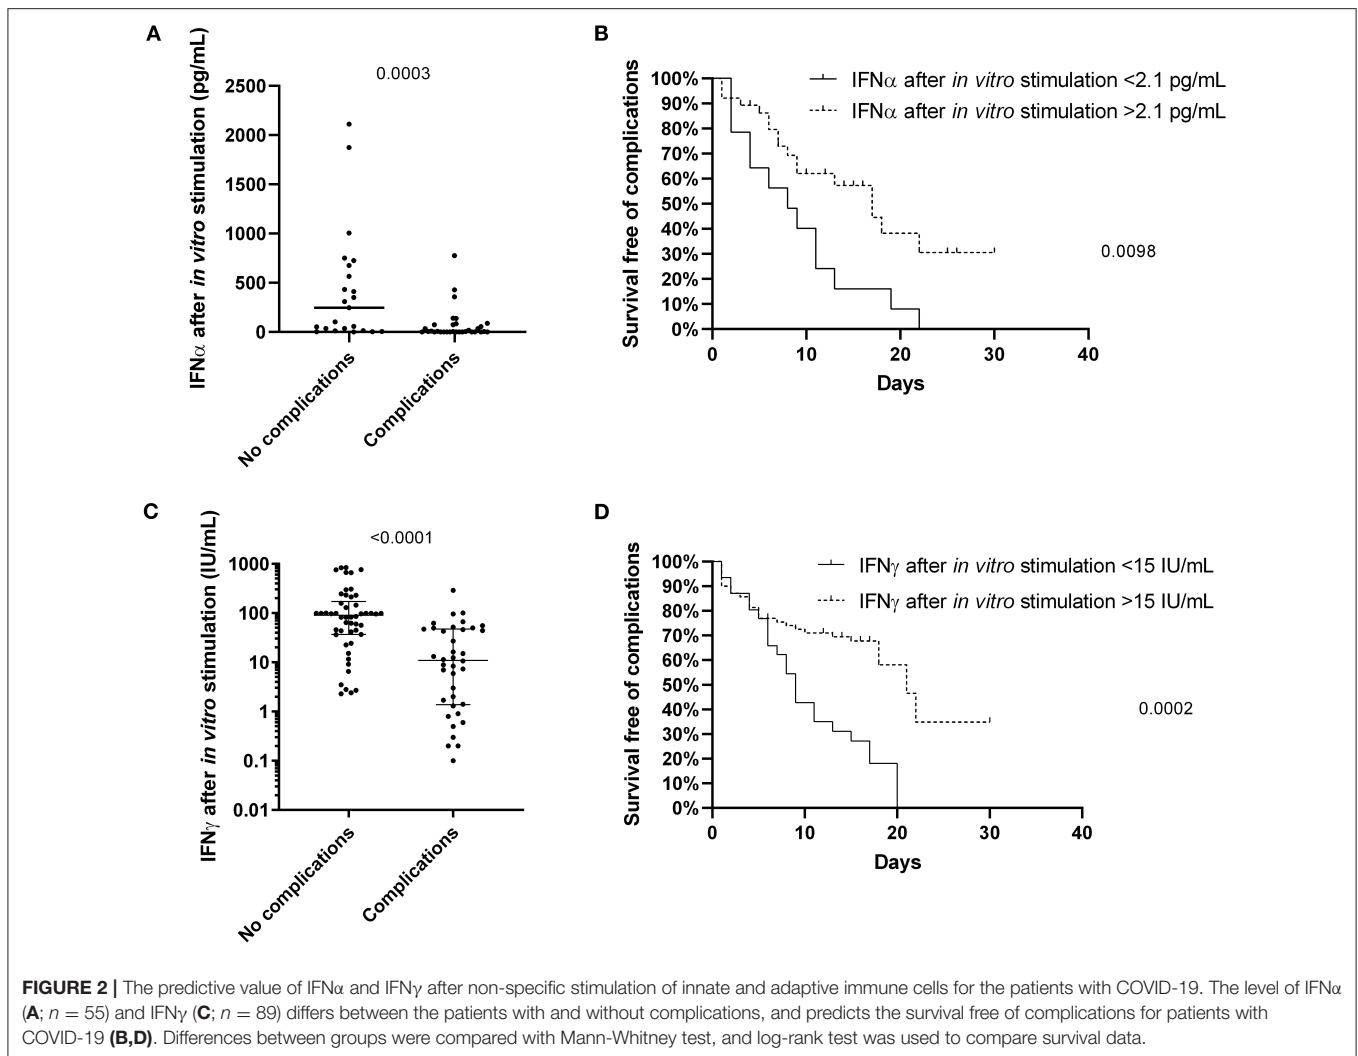 A
IFNα after in vitro stimulation (pg/mL)
0.0003
2500
2000
1500
1000
500
0
No complications
Complications
B
Survival free of complications
100%
90%
80%
70%
60%
50%
40%
30%
20%
10%
0%
IFNα after in vitro stimulation <2.1 pg/mL
IFNα after in vitro stimulation >2.1 pg/mL
0.0098
0 10 20 30 40
Days
C
IFNγ after in vitro stimulation (IU/mL)
<0.0001
1000
100
10
1
0.1
0.01
No complications
Complications
D
Survival free of complications
100%
90%
80%
70%
60%
50%
40%
30%
20%
10%
0%
IFNγ after in vitro stimulation <15 IU/mL
IFNγ after in vitro stimulation >15 IU/mL
0.0002
0 10 20 30 40
Days
FIGURE 2 | The predictive value of IFNα and IFNγ after non-specific stimulation of innate and adaptive immune cells for the patients with COVID-19. The level of IFNα
(A; n = 55) and IFNγ (C; n = 89) differs between the patients with and without complications, and predicts the survival free of complications for patients with
COVID-19 (B,D). Differences between groups were compared with Mann-Whitney test, and log-rank test was used to compare survival data.